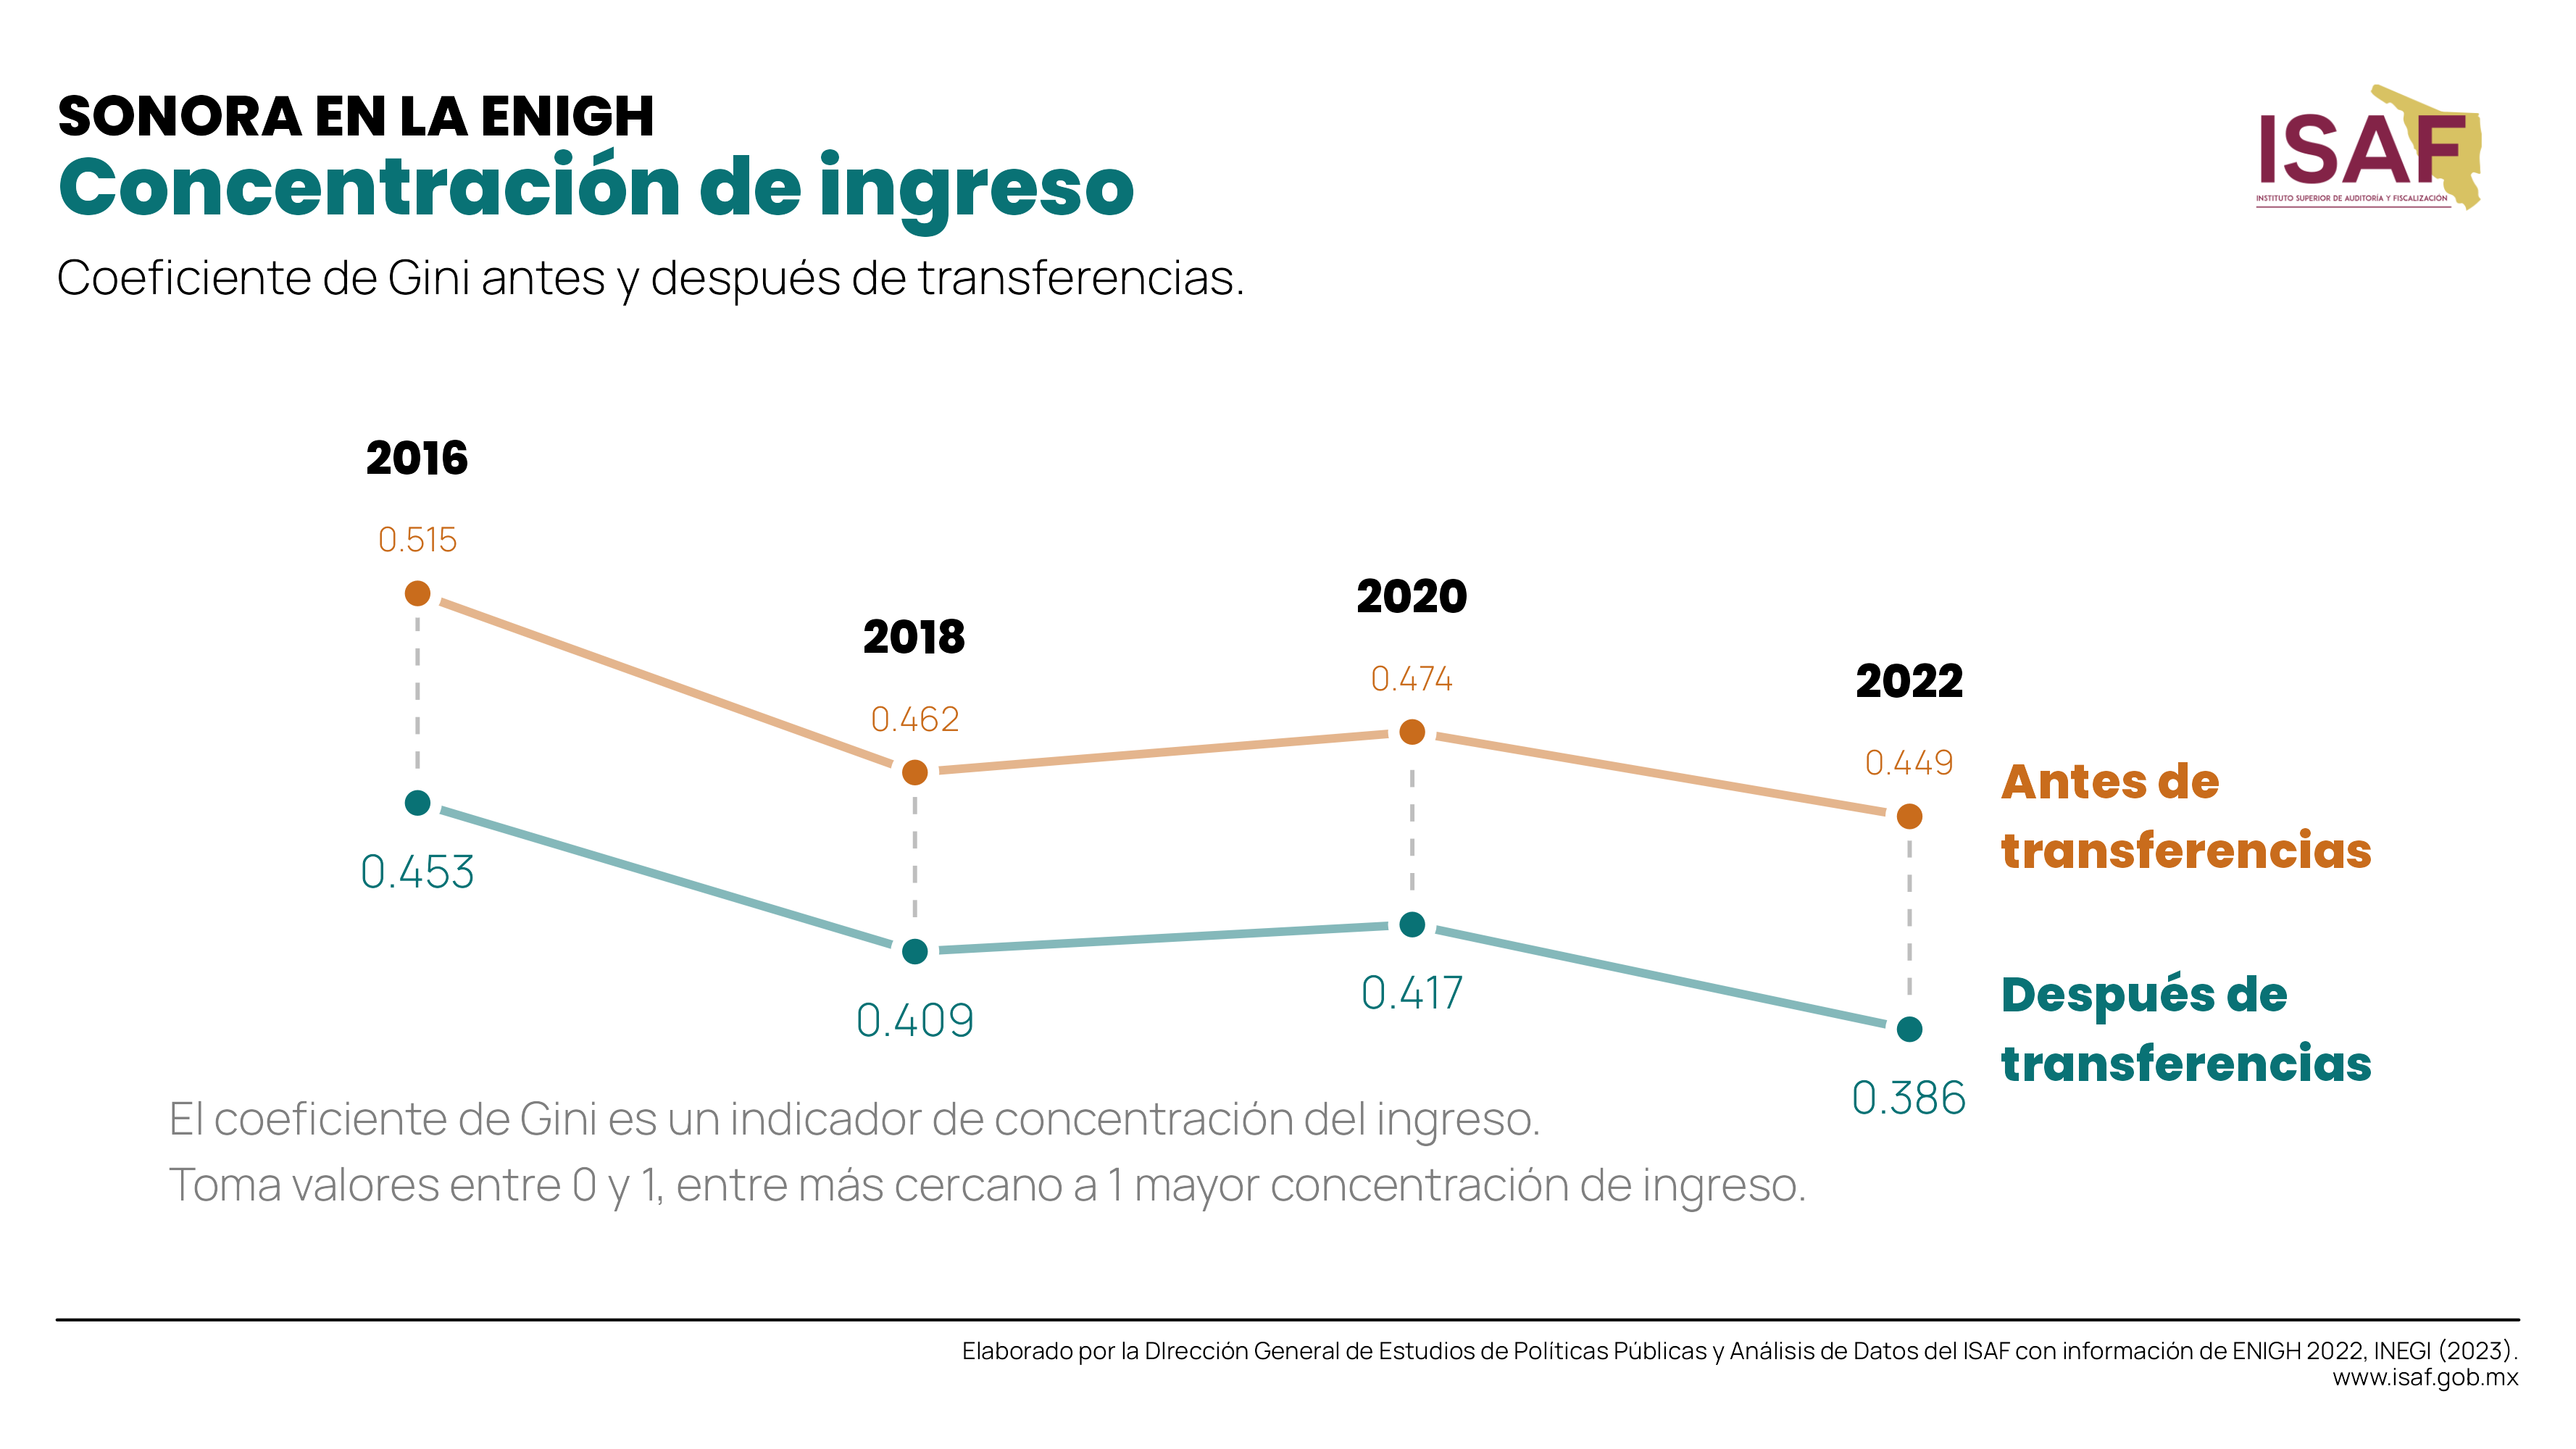 SONORA EN LA ENIGH
Concentración de ingreso
Coeficiente de Gini antes y después de transferencias.
ISAF
INSTITUTO SUPERIOR DE AUDITORÍA Y FISCALIZACIÓN
2016
0.515
0.453
2018
0.462
0.409
2020
0.474
0.417
2022
0.449
0.386
Antes de
transferencias
Después de
transferencias
El coeficiente de Gini es un indicador de concentración del ingreso.
Toma valores entre 0 y 1, entre más cercano a 1 mayor concentración de ingreso.
Elaborado por la DIrección General de Estudios de Políticas Públicas y Análisis de Datos del ISAF con información de ENIGH 2022, INEGI (2023).
www.isaf.gob.mx